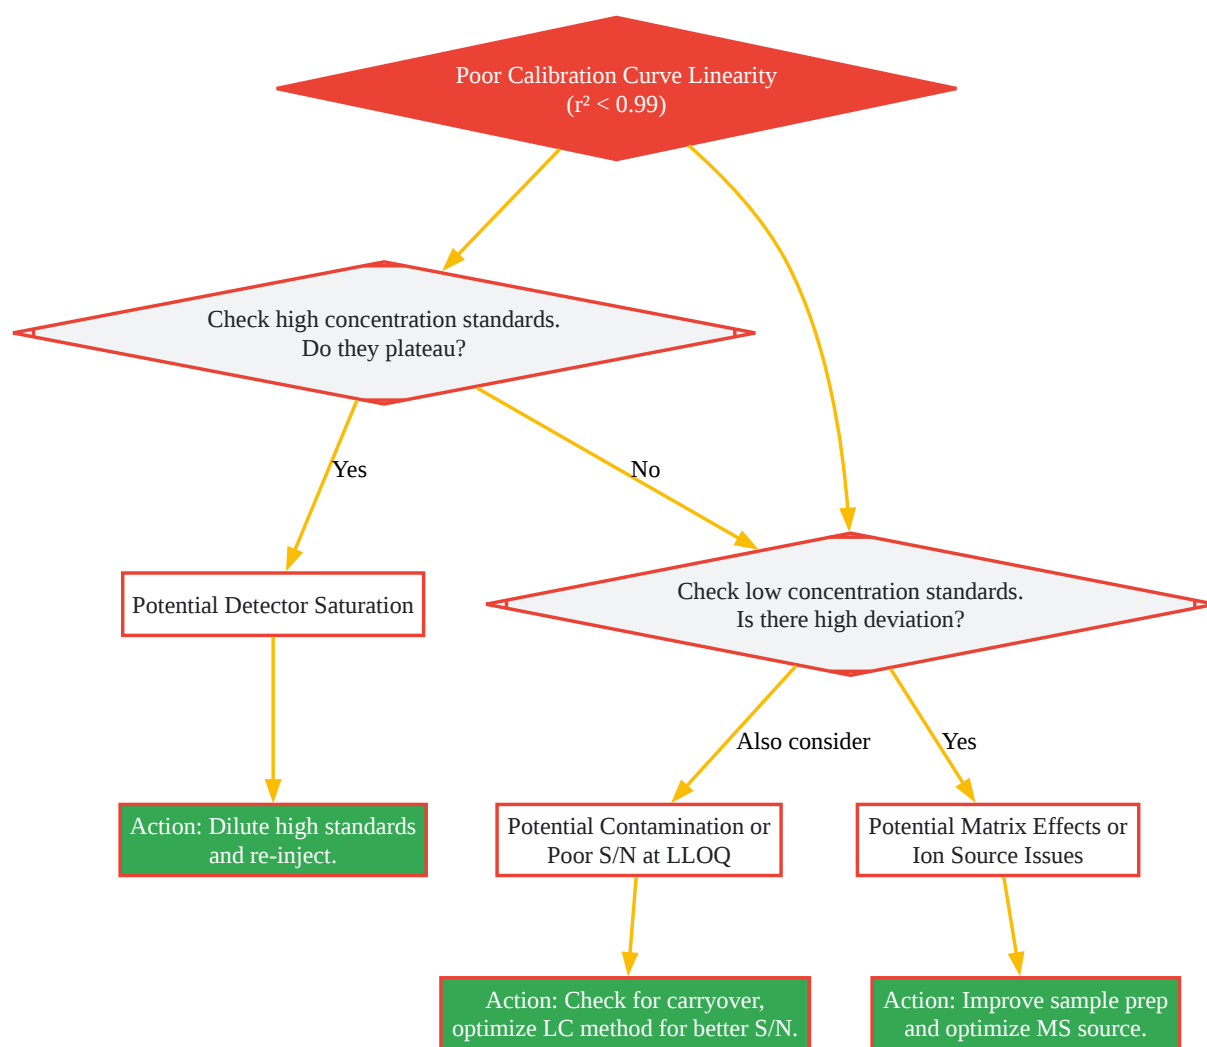 Poor Calibration Curve Linearity
(r² < 0.99)
Check high concentration standards.
Do they plateau?
Yes
No
Potential Detector Saturation
Check low concentration standards.
Is there high deviation?
Also consider
Yes
Action: Dilute high standards
and re-inject.
Potential Contamination or
Poor S/N at LLOQ
Potential Matrix Effects or
Ion Source Issues
Action: Check for carryover,
optimize LC method for better S/N.
Action: Improve sample prep
and optimize MS source.